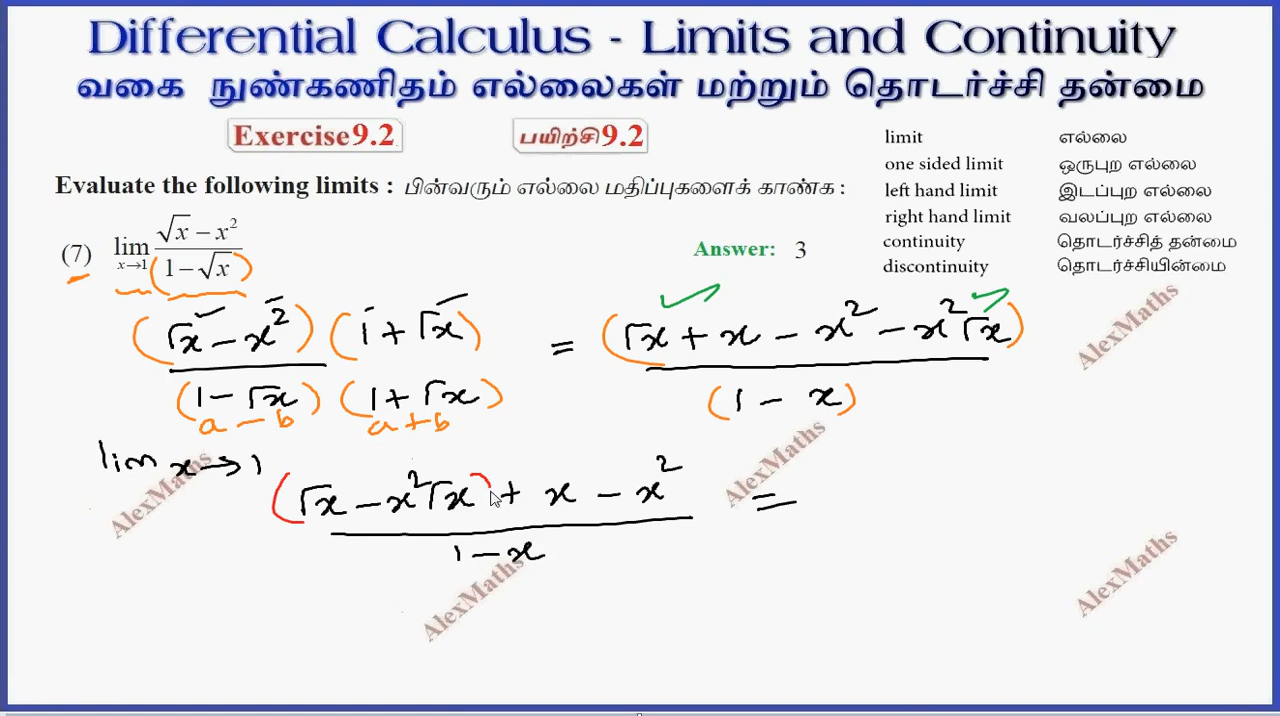 Differential Calculus - Limits and Continuity
வகை நுண்கணிதம் எல்லைகள் மற்றும் தொடர்ச்சி தன்மை
Exercise9.2 பயிற்சி9.2
limit எல்லை
one sided limit ஒருபுற எல்லை
left hand limit இடப்புற எல்லை
right hand limit வலப்புற எல்லை
continuity தொடர்ச்சித் தன்மை
discontinuity தொடர்ச்சியின்மை
Evaluate the following limits : பின்வரும் எல்லை மதிப்புகளைக் காண்க :
(7) lim x→1 (√x − x²)/(1 − √x) Answer: 3
(√x − x²) (1 + √x) = (√x + x − x² − x²√x)
(1 − √x) (1 + √x) (1 − x)
a − b a + b
lim x→1
(√x − x²√x) + x − x² =
1 − x
AlexMaths
AlexMaths
AlexMaths
AlexMaths
AlexMaths